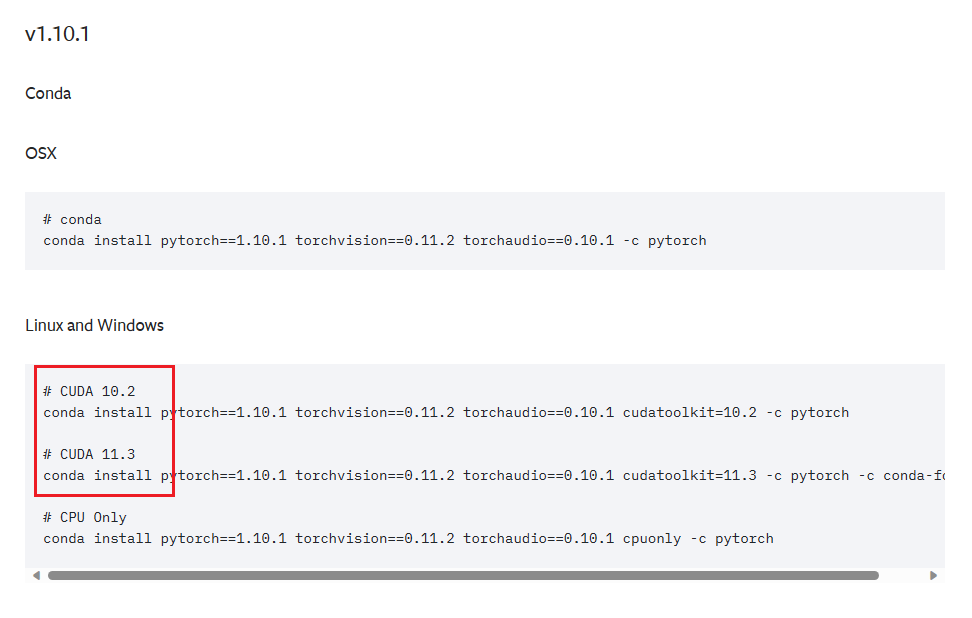 v1.10.1
Conda
OSX
# conda
conda install pytorch==1.10.1 torchvision==0.11.2 torchaudio==0.10.1 -c pytorch
Linux and Windows
# CUDA 10.2
conda install pytorch==1.10.1 torchvision==0.11.2 torchaudio==0.10.1 cudatoolkit=10.2 -c pytorch
# CUDA 11.3
conda install pytorch==1.10.1 torchvision==0.11.2 torchaudio==0.10.1 cudatoolkit=11.3 -c pytorch -c
# CPU Only
conda install pytorch==1.10.1 torchvision==0.11.2 torchaudio==0.10.1 cpuonly -c pytorch